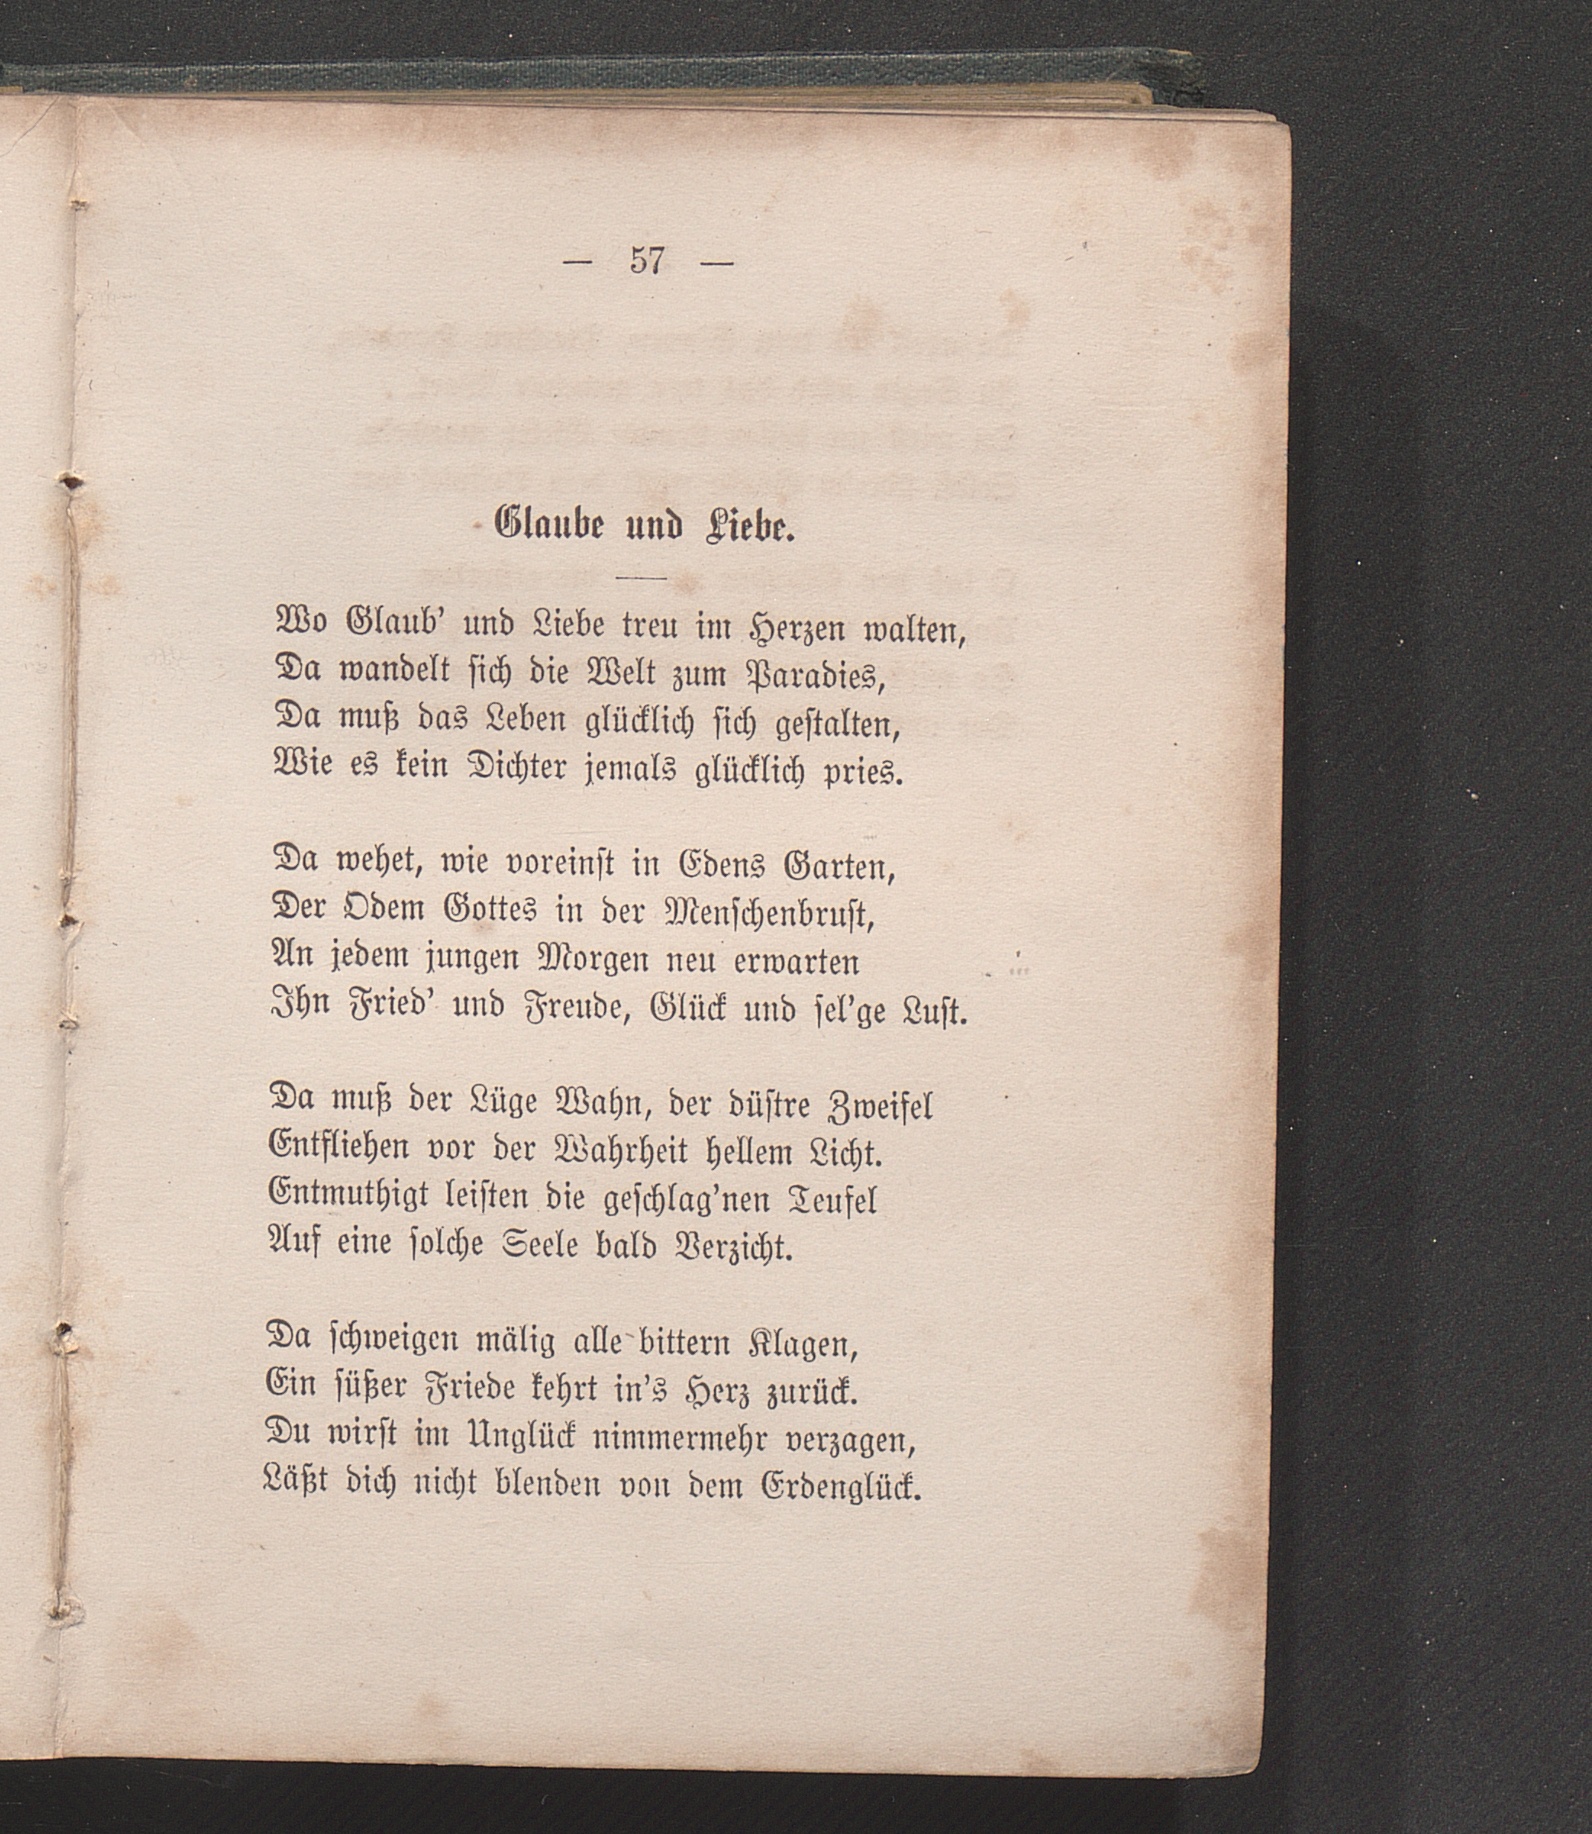 — 57 —
Glaube und Liebe.
Wo Glaub' und Liebe treu im Herzen walten,
Da wandelt sich die Welt zum Paradies,
Da muß das Leben glücklich sich gestalten,
Wie es kein Dichter jemals glücklich pries.
Da wehet, wie voreinst in Edens Garten,
Der Odem Gottes in der Menschenbrust,
An jedem jungen Morgen neu erwarten
Ihn Fried' und Freude, Glück und sel'ge Lust.
Da muß der Lüge Wahn, der düstre Zweifel
Entfliehen vor der Wahrheit hellem Licht.
Entmuthigt leisten die geschlag'nen Teufel
Auf eine solche Seele bald Verzicht.
Da schweigen mälig alle bittern Klagen,
Ein süßer Friede kehrt in's Herz zurück.
Du wirst im Unglück nimmermehr verzagen,
Läßt dich nicht blenden von dem Erdenglück.